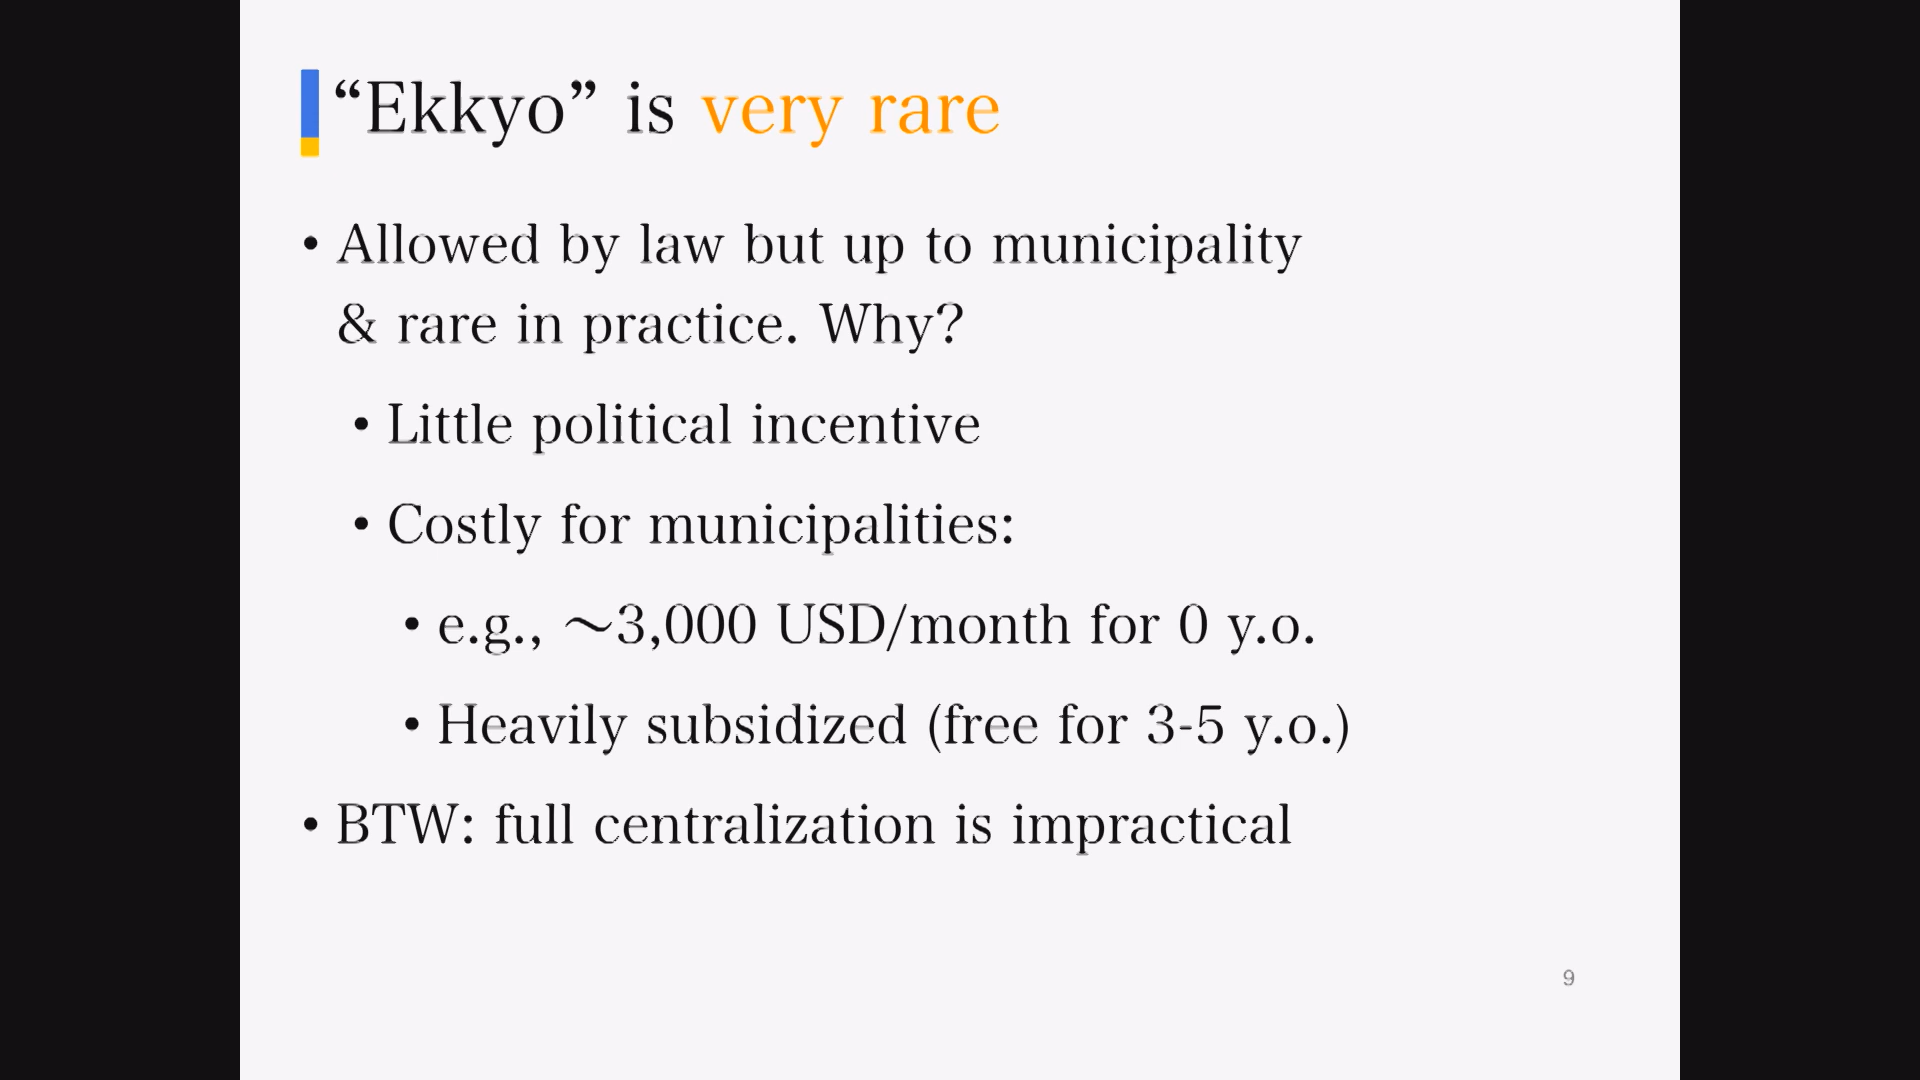 “Ekkyo” is very rare
• Allowed by law but up to municipality
& rare in practice. Why?
• Little political incentive
• Costly for municipalities:
• e.g., ～3,000 USD/month for 0 y.o.
• Heavily subsidized (free for 3-5 y.o.)
• BTW: full centralization is impractical
9